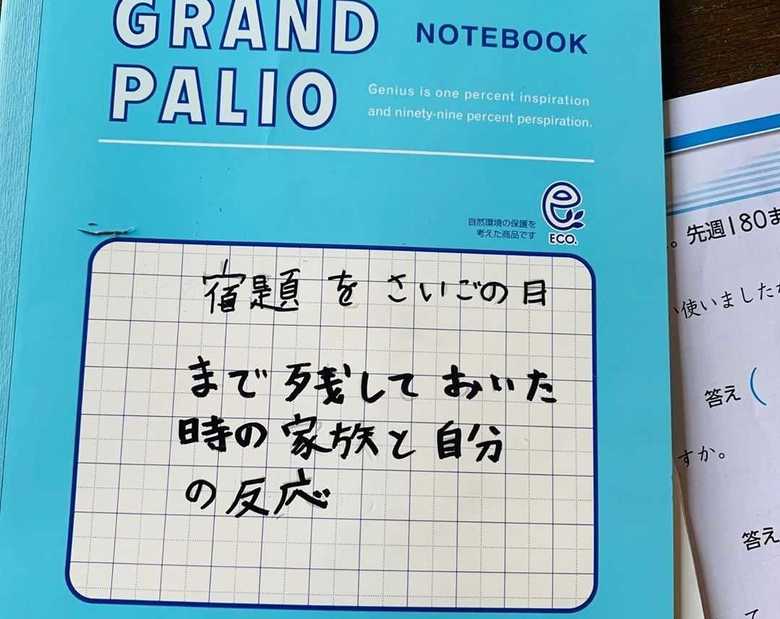 GRAND
NOTEBOOK
PALIO
Genius is one percent inspiration
and ninety-nine percent perspiration.
自然環境の保護を
考えた商品です
e
ECO.
宿題をさいごの日
まで残しておいた
時の家族と自分
の反応
。先週180ま
使いました
答え(
すか。
答え
て